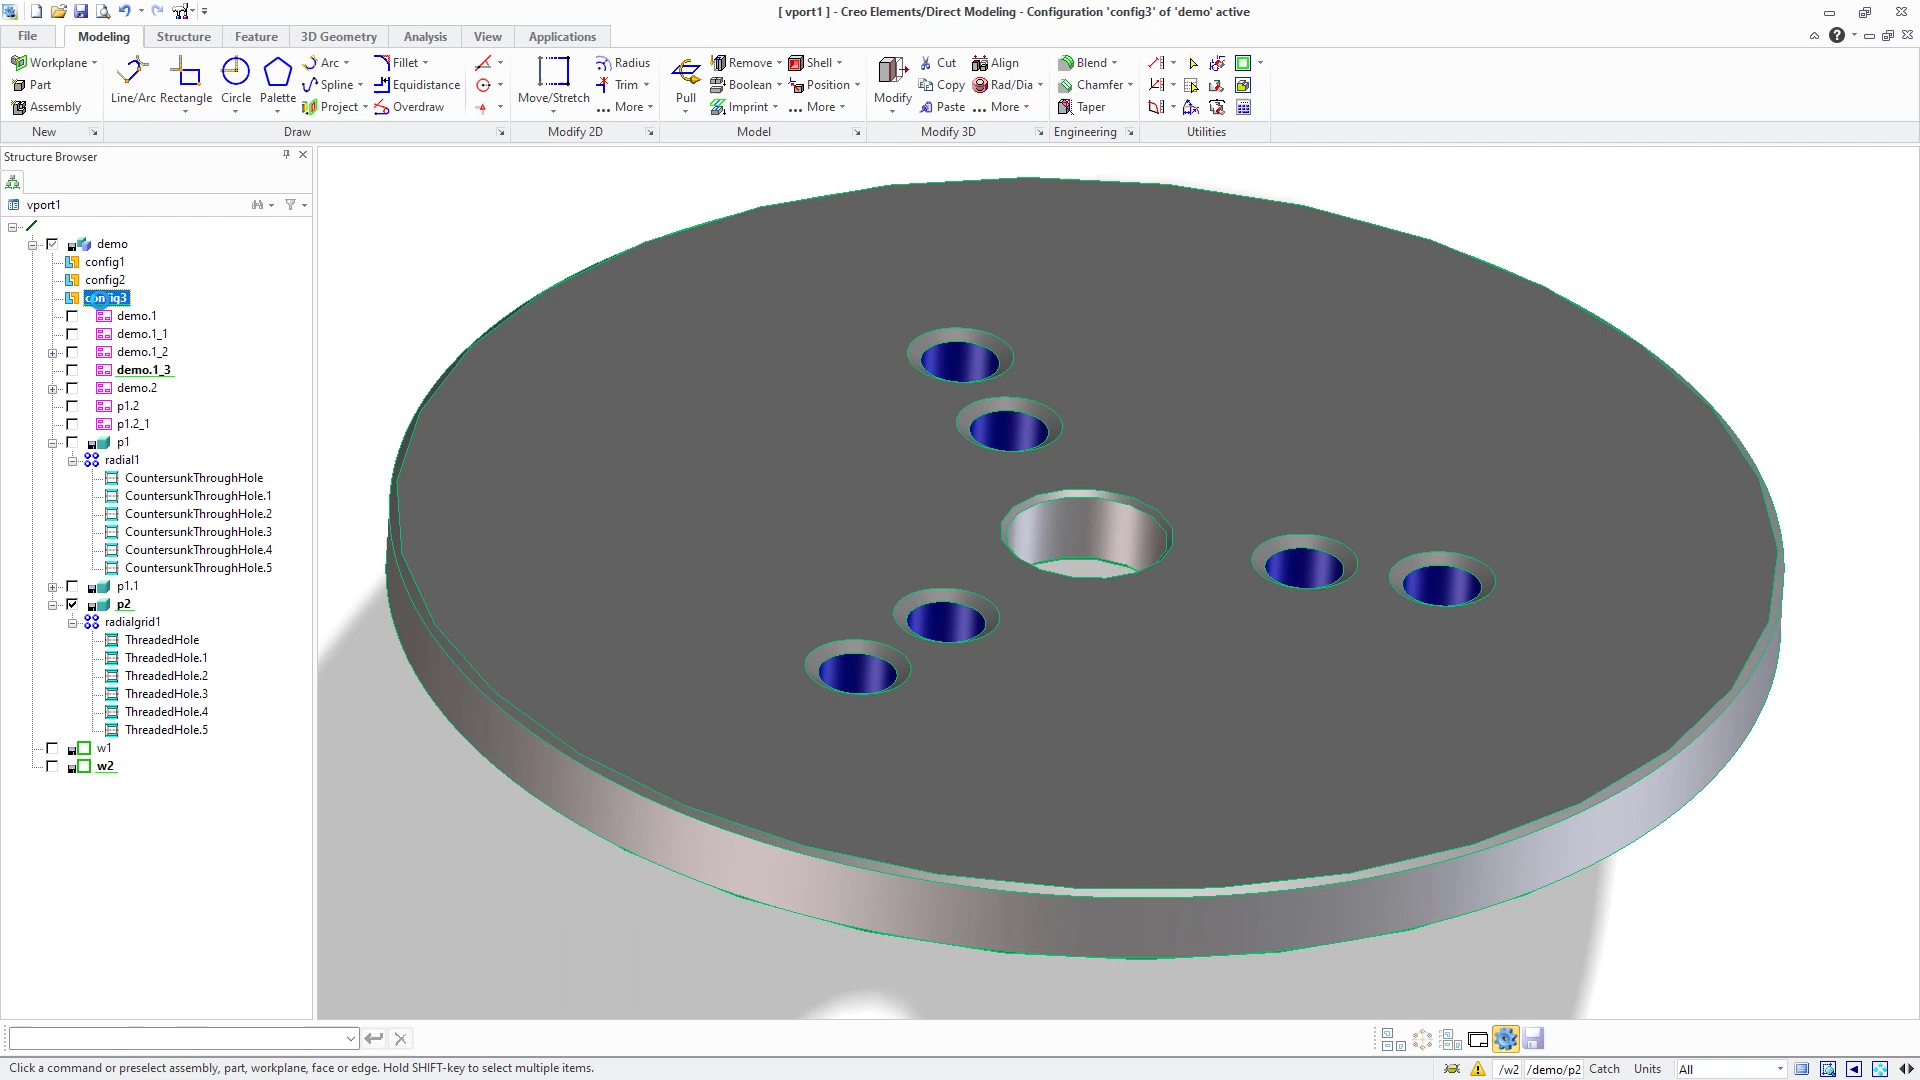 [ vport1 ] - Creo Elements/Direct Modeling - Configuration 'config3' of 'demo' active
File Modeling Structure Feature 3D Geometry Analysis View Applications
Workplane Arc Fillet Radius Remove Shell Cut Align Blend
Part Spline Equidistance Trim Boolean Position Copy Rad/Dia Chamfer
Assembly Project Overdraw ... More Imprint ... More Paste ... More Taper
Line/Arc Rectangle Circle Palette Move/Stretch Pull Modify
New Draw Modify 2D Model Modify 3D Engineering Utilities
Structure Browser
vport1
demo
config1
config2
config3
demo.1
demo.1_1
demo.1_2
demo.1_3
demo.2
p1.2
p1.2_1
p1
radial1
CountersunkThroughHole
CountersunkThroughHole.1
CountersunkThroughHole.2
CountersunkThroughHole.3
CountersunkThroughHole.4
CountersunkThroughHole.5
p1.1
p2
radialgrid1
ThreadedHole
ThreadedHole.1
ThreadedHole.2
ThreadedHole.3
ThreadedHole.4
ThreadedHole.5
w1
w2
Click a command or preselect assembly, part, workplane, face or edge. Hold SHIFT-key to select multiple items.
/w2 /demo/p2 Catch Units All